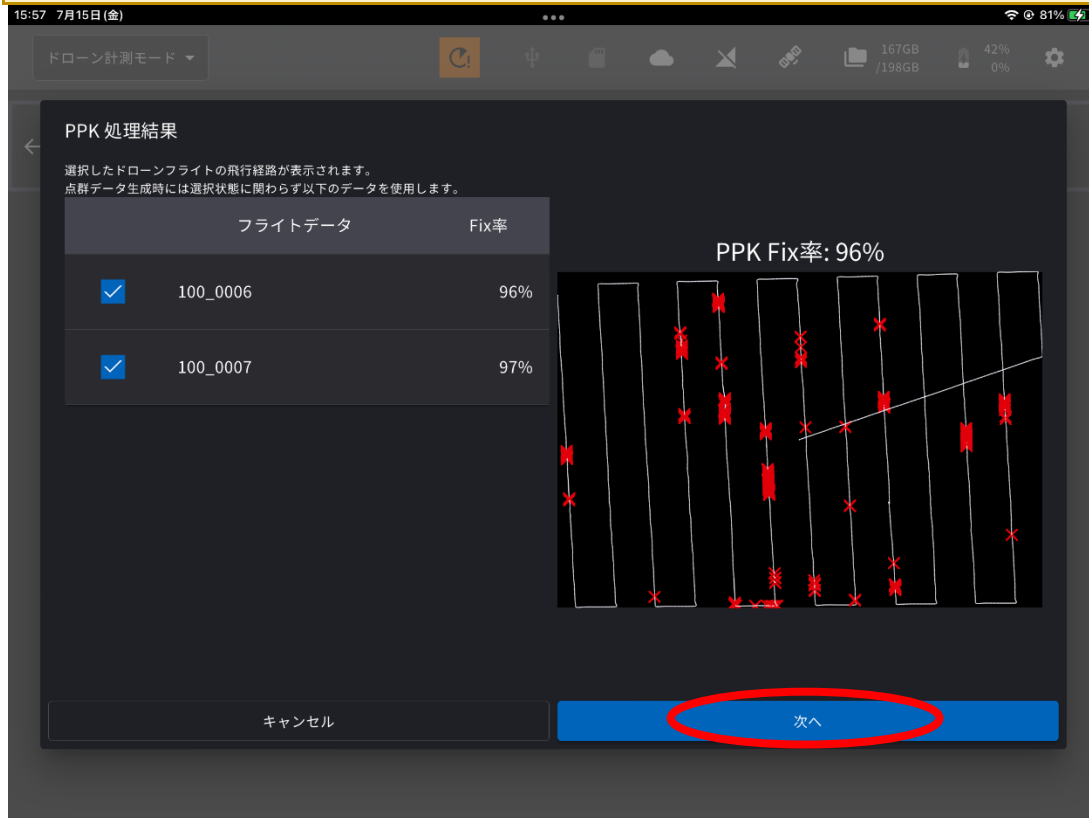 15:57 7月15日(金)
81%
ドローン計測モード
167GB
/198GB
42%
0%
PPK 処理結果
選択したドローンフライトの飛行経路が表示されます。
点群データ生成時には選択状態に関わらず以下のデータを使用します。
フライトデータ Fix率
100_0006 96%
100_0007 97%
PPK Fix率: 96%
キャンセル
次へ